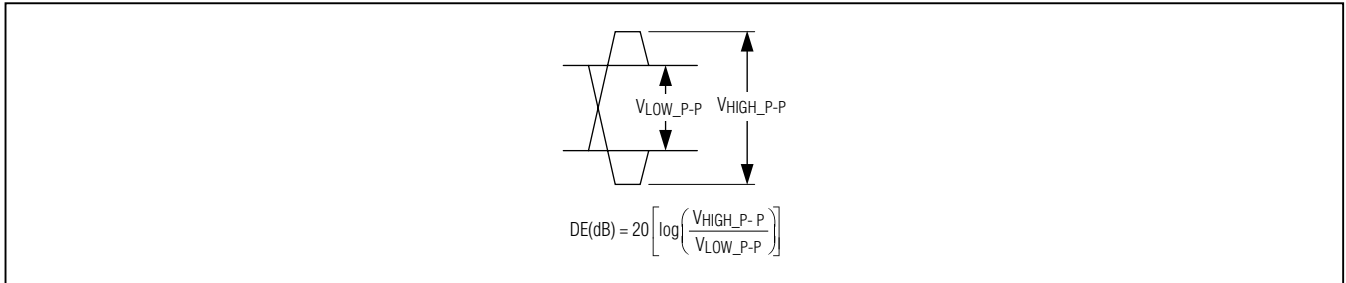 VLOW_P-P VHIGH_P-P
DE(dB) = 20[log(VHIGH_P- P/VLOW_P-P)]